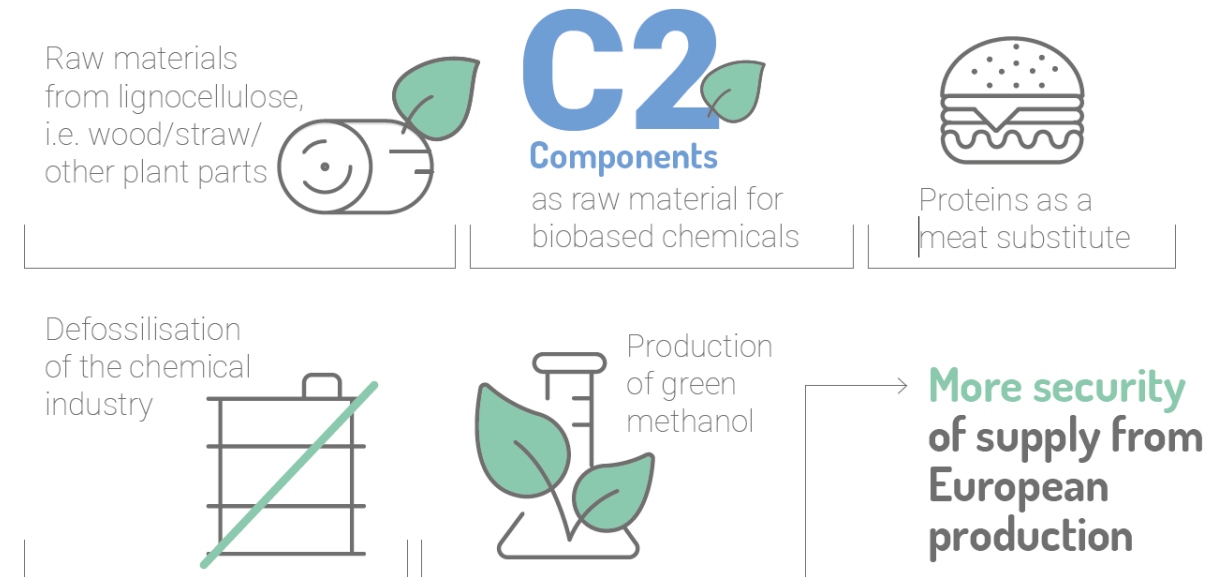 Raw materials
from lignocellulose,
i.e. wood/straw/
other plant parts
C2
Components
as raw material for
biobased chemicals
Proteins as a
meat substitute
Defossilisation
of the chemical
industry
Production
of green
methanol
More security
of supply from
European
production